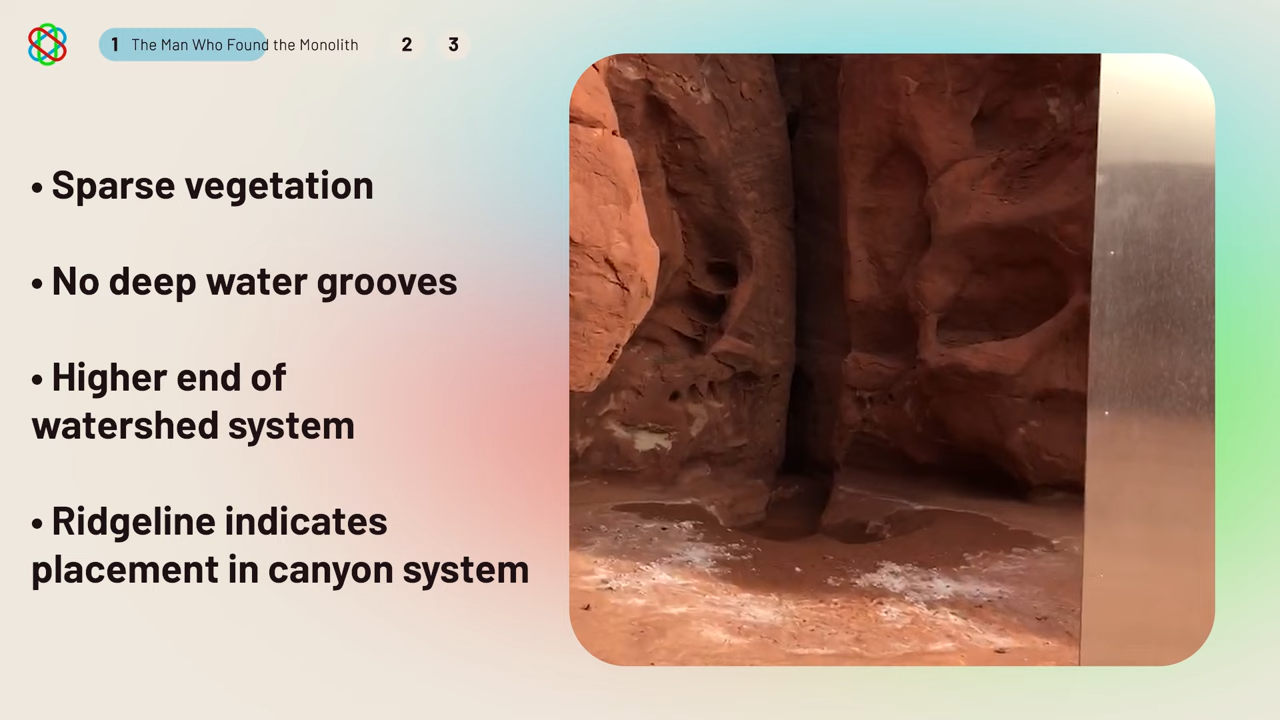 1 The Man Who Found the Monolith 2 3
• Sparse vegetation
• No deep water grooves
• Higher end of
watershed system
• Ridgeline indicates
placement in canyon system